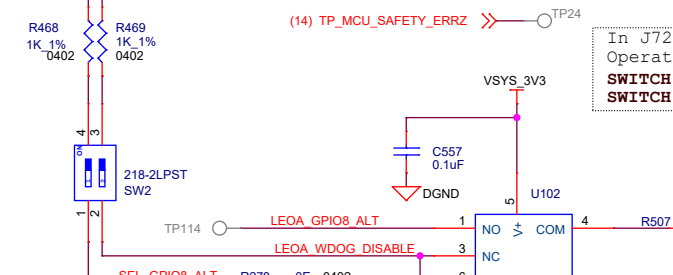 R468
1K_1%
0402
R469
1K_1%
0402
(14) TP_MCU_SAFETY_ERRZ
TP24
In J72
Operat
SWITCH
SWITCH
VSYS_3V3
C557
0.1uF
DGND
4
3
ON
218-2LPST
SW2
1
2
5
U102
TP114
LEOA_GPIO8_ALT
1
NO
V+
COM
4
R507
LEOA_WDOG_DISABLE
3
NC